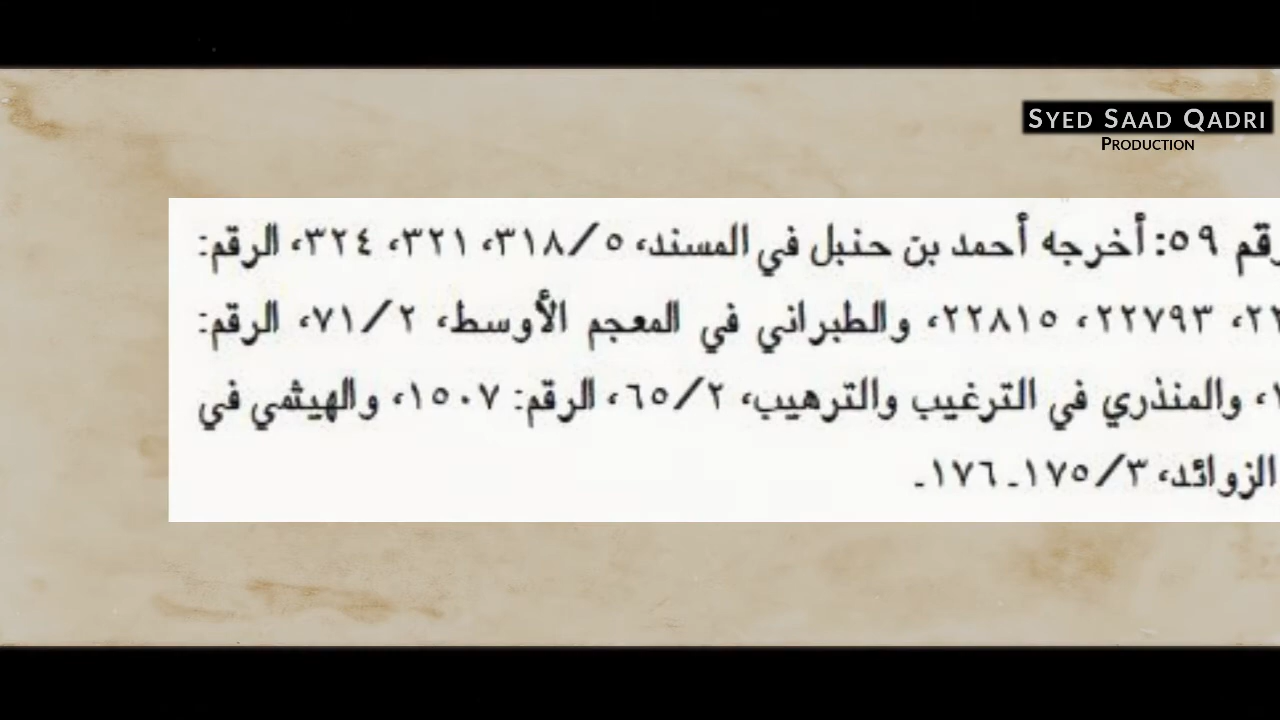 SYED SAAD QADRI
PRODUCTION
رقم ٥٩: أخرجه أحمد بن حنبل في المسند، ٥/٣١٨، ٣٢١، ٣٢٤، الرقم:
٢٢٧٩٣، ٢٢٨١٥، والطبراني في المعجم الأوسط، ٢/٧١، الرقم:
والمنذري في الترغيب والترهيب، ٢/٦٥، الرقم: ١٥٠٧، والهيثمي في
الزوائد، ٣/١٧٥ـ ١٧٦ـ